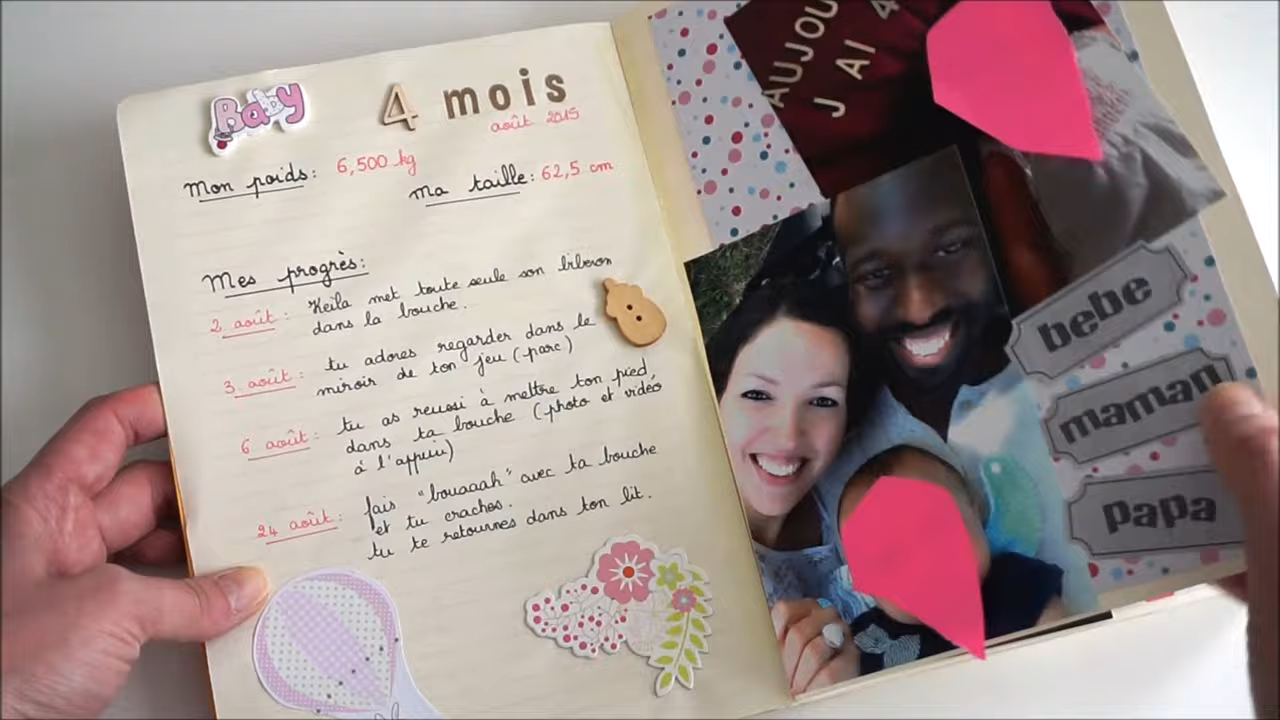 Baby
4 mois
août 2015
Mon poids: 6,500 kg
Ma taille: 62,5 cm
Mes progrès:
2 août: Keila met toute seule son biberon
dans la bouche.
3 août: tu adores regarder dans le
miroir de ton jeu (parc)
6 août: tu as reussi à mettre ton pied
dans ta bouche (photo et vidéo
à l'appui)
24 août: fais "bouaaah" avec ta bouche
et tu craches.
tu te retournes dans ton lit.
AUJOU
J AI 4
bebe
maman
papa